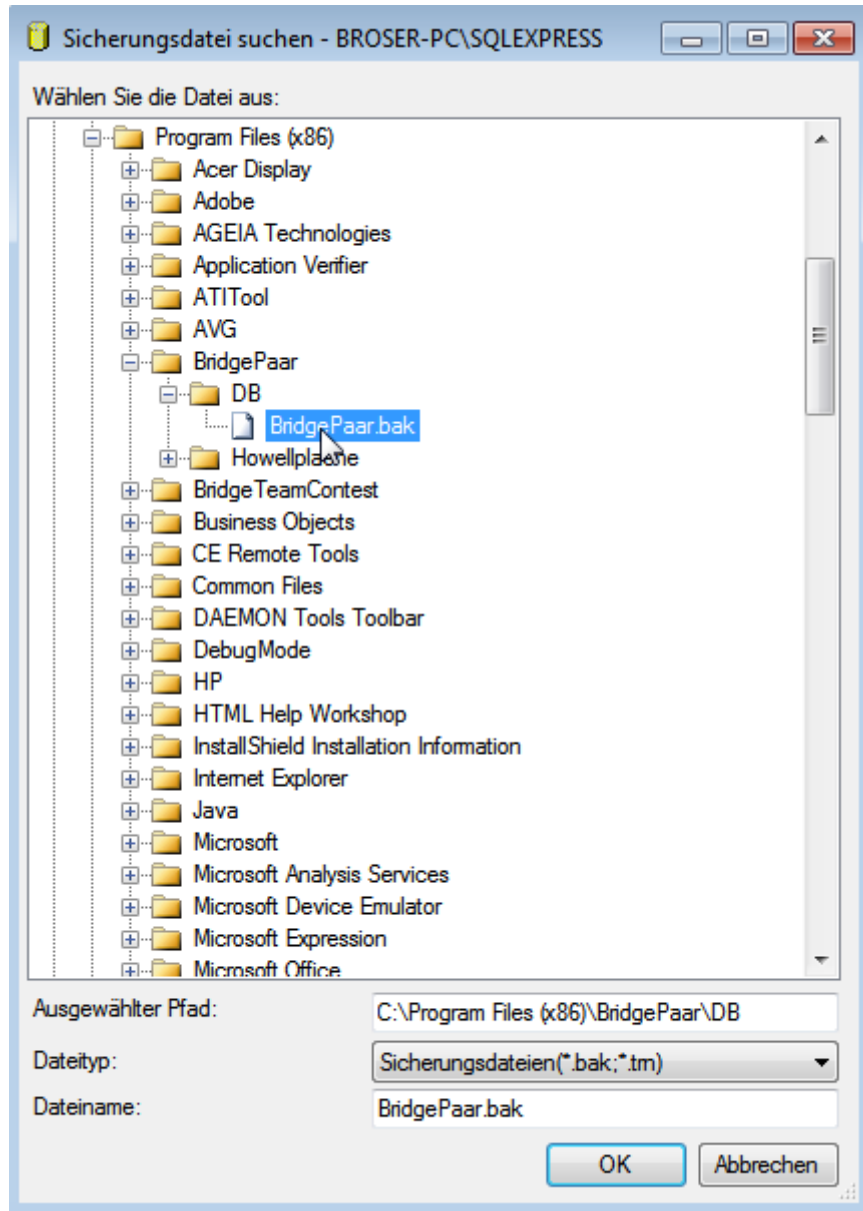 Sicherungsdatei suchen - BROSER-PC\SQLEXPRESS
Wählen Sie die Datei aus:
Program Files (x86)
Acer Display
Adobe
AGEIA Technologies
Application Verifier
ATITool
AVG
BridgePaar
DB
BridgePaar.bak
Howellplaene
BridgeTeamContest
Business Objects
CE Remote Tools
Common Files
DAEMON Tools Toolbar
DebugMode
HP
HTML Help Workshop
InstallShield Installation Information
Internet Explorer
Java
Microsoft
Microsoft Analysis Services
Microsoft Device Emulator
Microsoft Expression
Microsoft Office
Ausgewählter Pfad: C:\Program Files (x86)\BridgePaar\DB
Dateityp: Sicherungsdateien(*.bak;*.trn)
Dateiname: BridgePaar.bak
OK Abbrechen